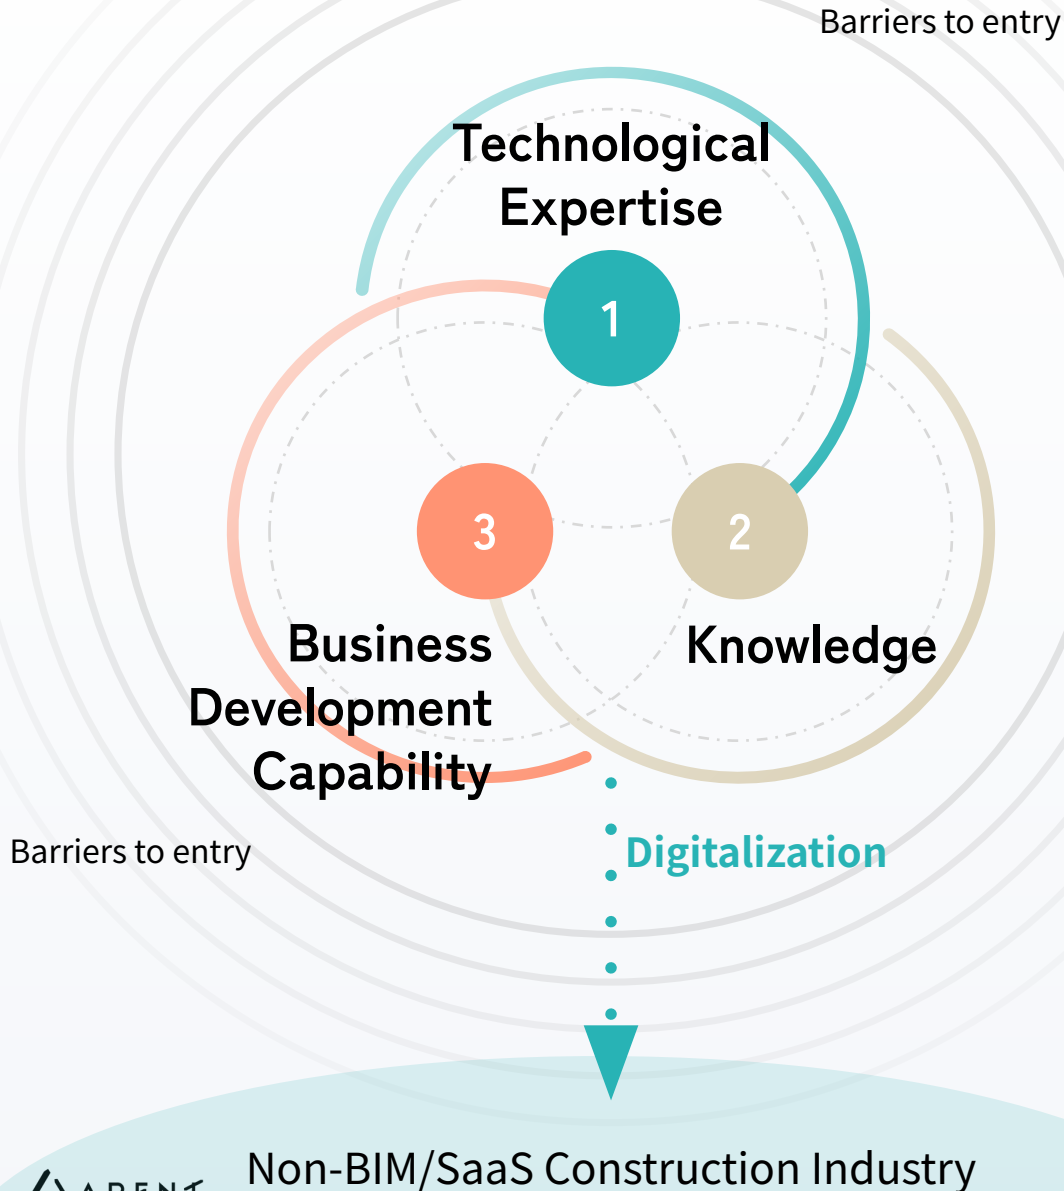 Barriers to entry
Technological
Expertise
1
3
2
Business
Development
Capability
Knowledge
Barriers to entry
Digitalization
Non-BIM/SaaS Construction Industry
ARENT